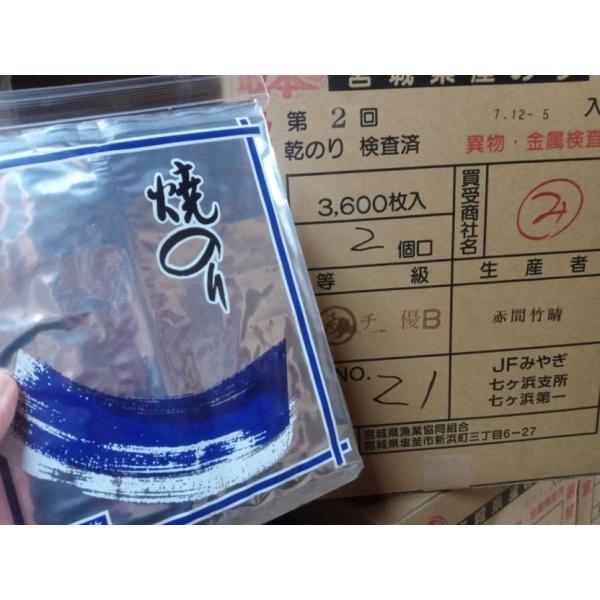 焼のり
宮城県産のり
第2回
7.12-5
入
乾のり 検査済
異物・金属検査
3,600枚入
買受商社名
2個口
等級
生産者
チ 優B
赤間竹晴
NO. 21
JFみやぎ
七ヶ浜支所
七ヶ浜第一
宮城県漁業協同組合
宮城県塩釜市新浜町三丁目6-27